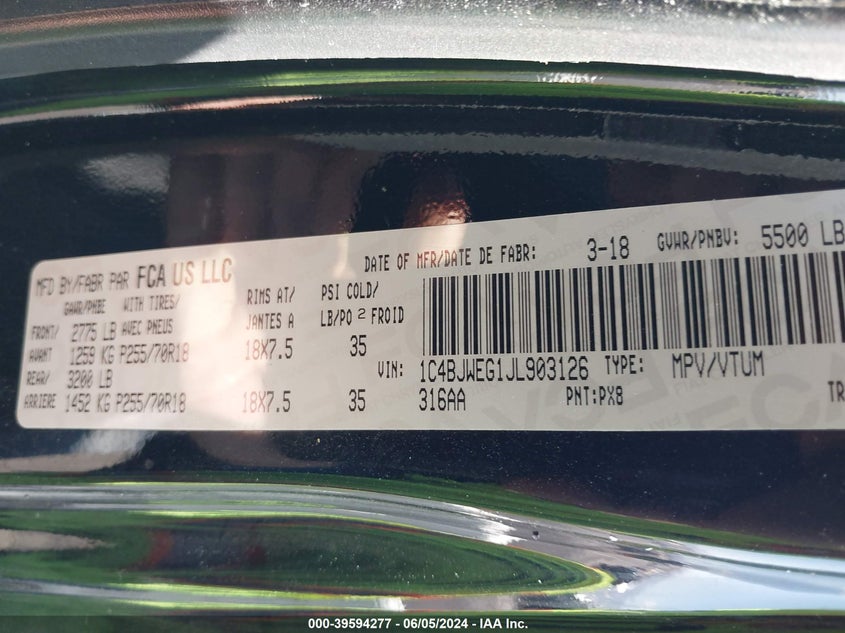 MFD BY/FABR PAR FCA US LLC
DATE OF MFR/DATE DE FABR: 3-18 GVWR/PNBV: 5500 LB
GAWR/PNBE WITH TIRES/ RIMS AT/ PSI COLD/
FRONT/ 2775 LB AVEC PNEUS JANTES A LB/PO 2 FROID
AVANT 1259 KG P255/70R18 18X7.5 35
REAR/ 3200 LB
ARRIERE 1452 KG P255/70R18 18X7.5 35
VIN: 1C4BJWEG1JL903126 TYPE: MPV/VTUM
316AA PNT:PX8 TR
000-39594277 - 06/05/2024 - IAA Inc.